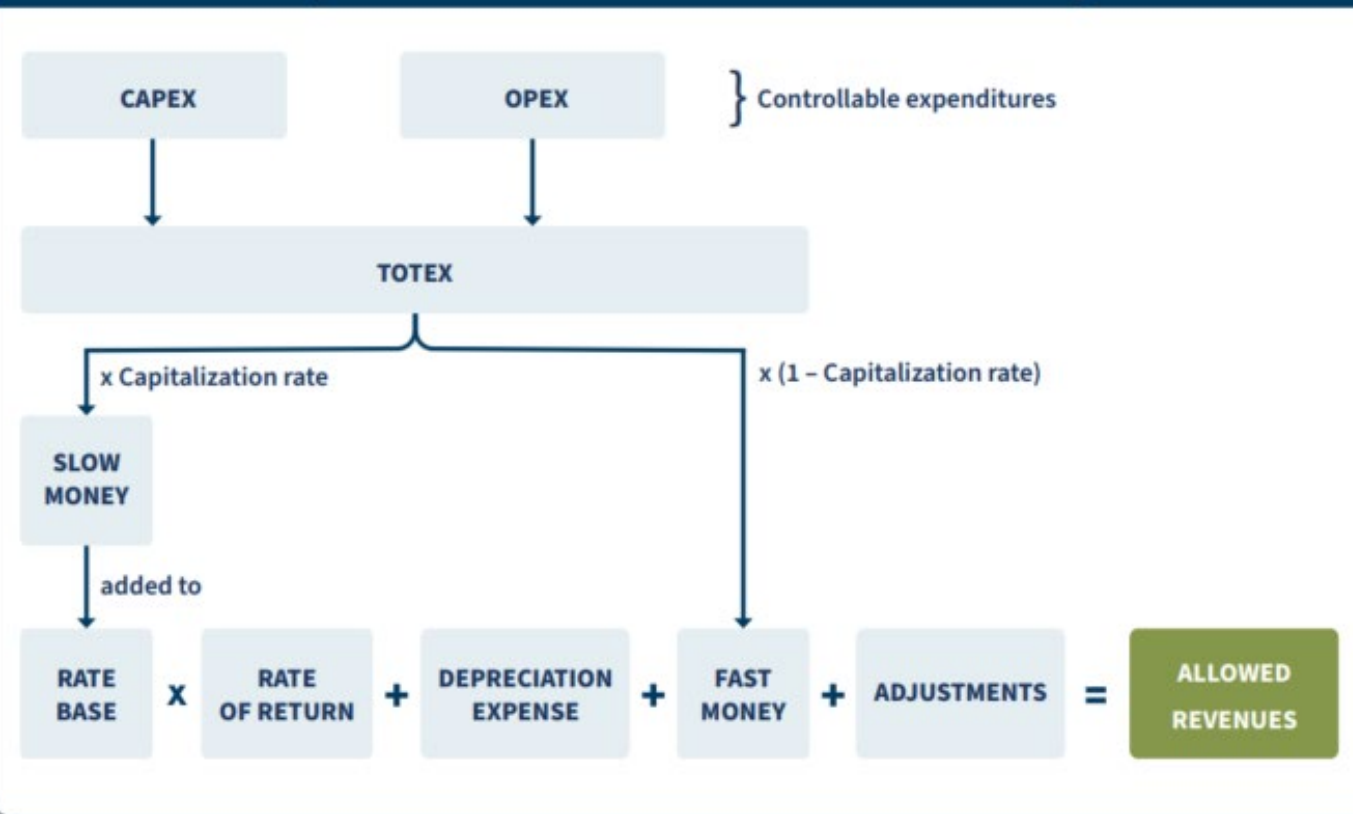 CAPEX
OPEX
} Controllable expenditures
TOTEX
x Capitalization rate
x (1 – Capitalization rate)
SLOW
MONEY
added to
RATE
BASE
x
RATE
OF RETURN
+
DEPRECIATION
EXPENSE
+
FAST
MONEY
+
ADJUSTMENTS
=
ALLOWED
REVENUES